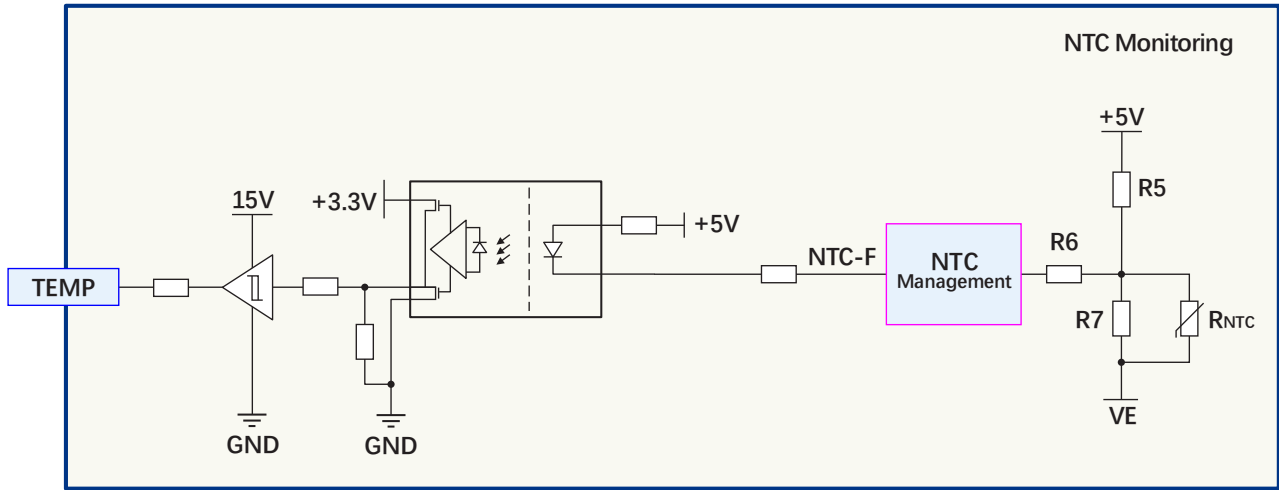 NTC Monitoring
+5V
R5
15V
+3.3V
+5V
R6
NTC-F
NTC
Management
TEMP
R7
RNTC
VE
GND
GND